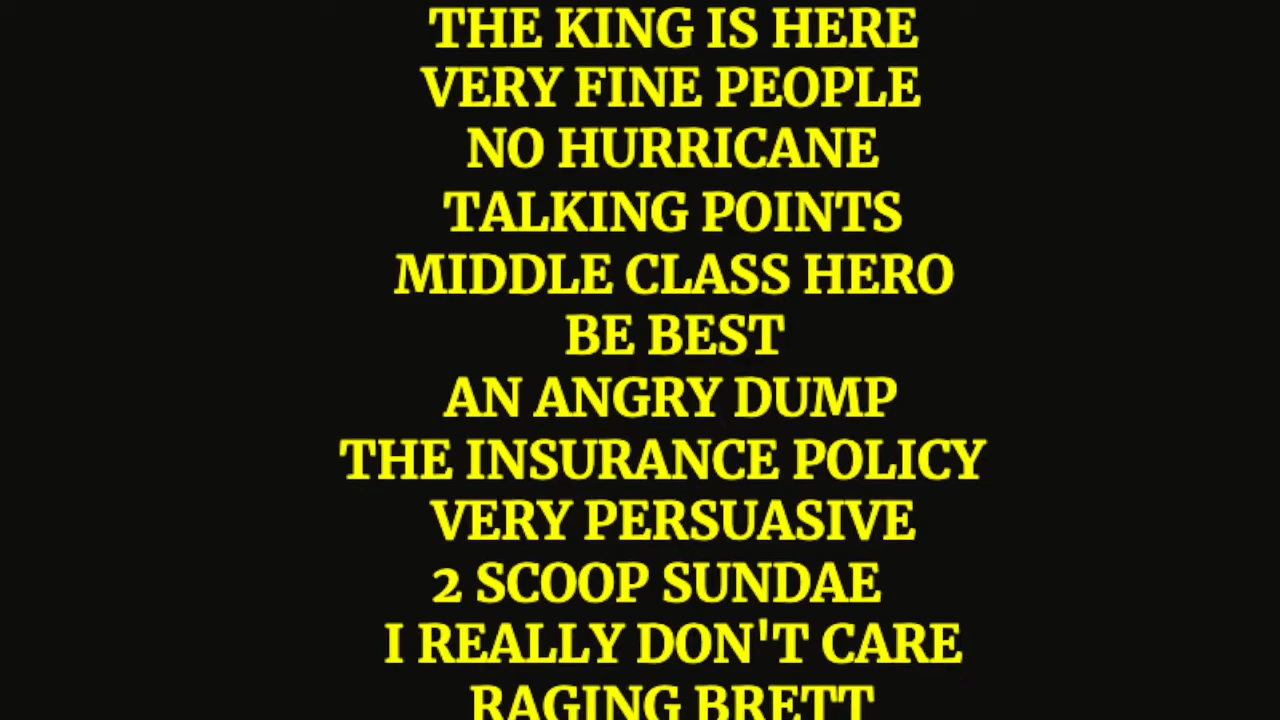 THE KING IS HERE
VERY FINE PEOPLE
NO HURRICANE
TALKING POINTS
MIDDLE CLASS HERO
BE BEST
AN ANGRY DUMP
THE INSURANCE POLICY
VERY PERSUASIVE
2 SCOOP SUNDAE
I REALLY DON'T CARE
RAGING BRETT